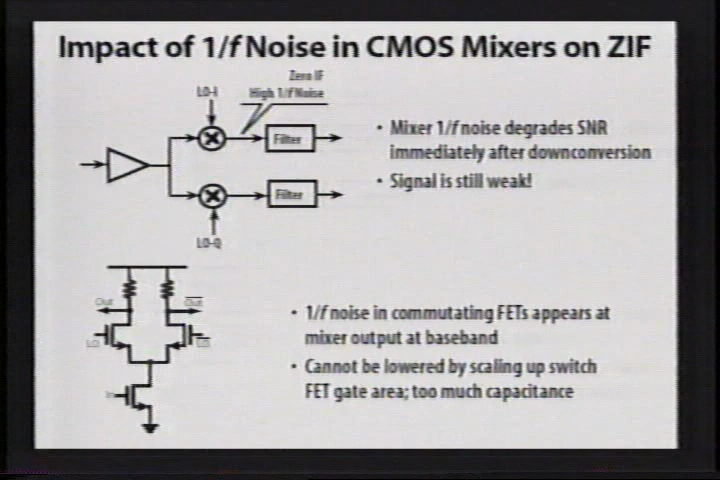 Impact of 1/f Noise in CMOS Mixers on ZIF
Zero IF
LO-I
High 1/f Noise
Filter
• Mixer 1/f noise degrades SNR
immediately after downconversion
• Signal is still weak!
Filter
LO-Q
Out
Out
LO
LO
In
• 1/f noise in commutating FETs appears at
mixer output at baseband
• Cannot be lowered by scaling up switch
FET gate area; too much capacitance